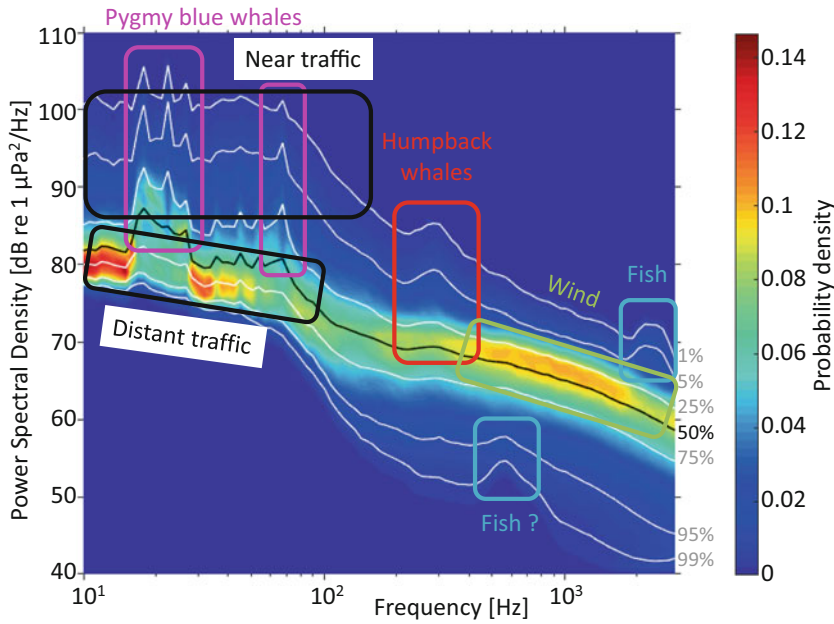 Pygmy blue whales
Near traffic
Humpback
whales
Wind
Fish
Distant traffic
Fish ?
1%
5%
25%
50%
75%
95%
99%
110
100
90
80
70
60
50
40
Power Spectral Density [dB re 1 µPa²/Hz]
10¹
10²
10³
Frequency [Hz]
0.14
0.12
0.1
0.08
0.06
0.04
0.02
0
Probability density